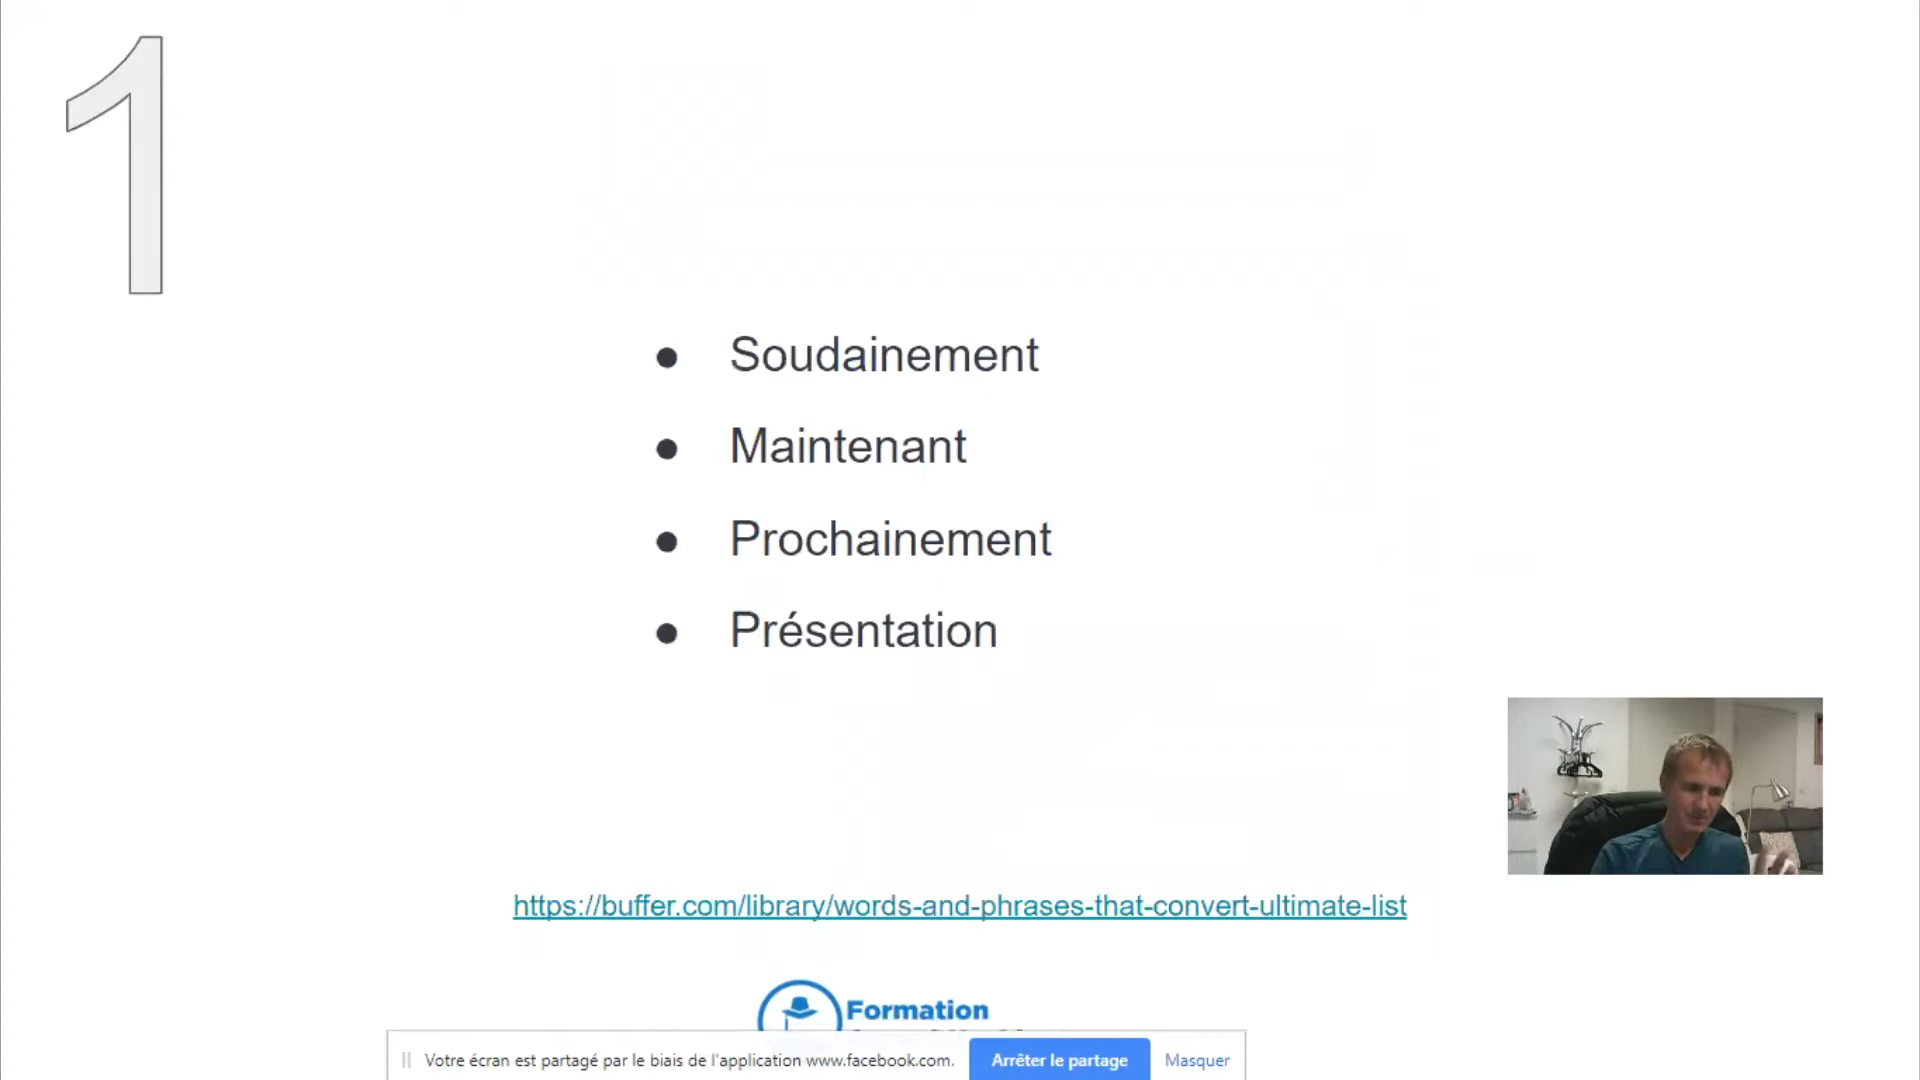 1
● Soudainement
● Maintenant
● Prochainement
● Présentation
https://buffer.com/library/words-and-phrases-that-convert-ultimate-list
Formation
Votre écran est partagé par le biais de l'application www.facebook.com.
Arrêter le partage
Masquer